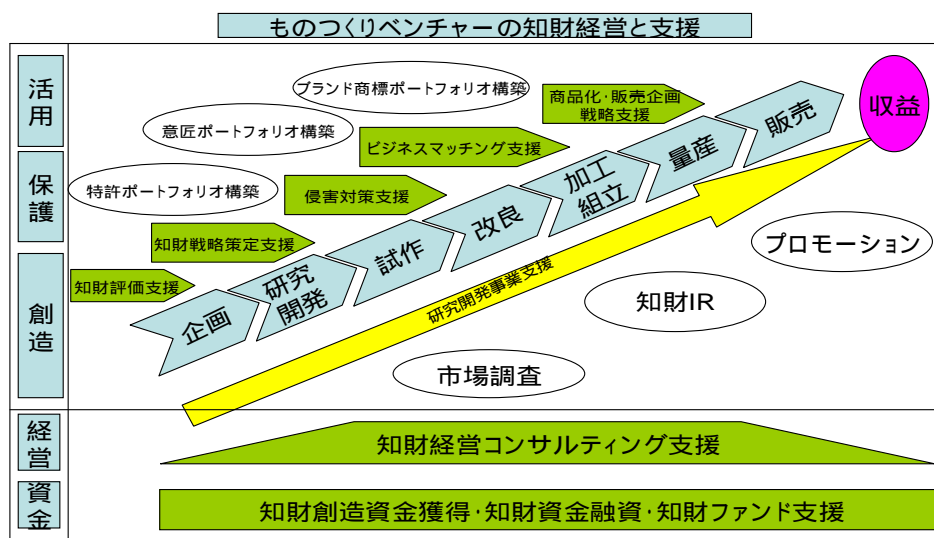 ものつくりベンチャーの知財経営と支援
活用
保護
創造
経営
資金
ブランド商標ポートフォリオ構築
意匠ポートフォリオ構築
特許ポートフォリオ構築
商品化・販売企画
戦略支援
ビジネスマッチング支援
侵害対策支援
知財戦略策定支援
知財評価支援
企画
研究
開発
試作
改良
加工
組立
量産
販売
収益
研究開発事業支援
プロモーション
知財IR
市場調査
知財経営コンサルティング支援
知財創造資金獲得・知財資金融資・知財ファンド支援